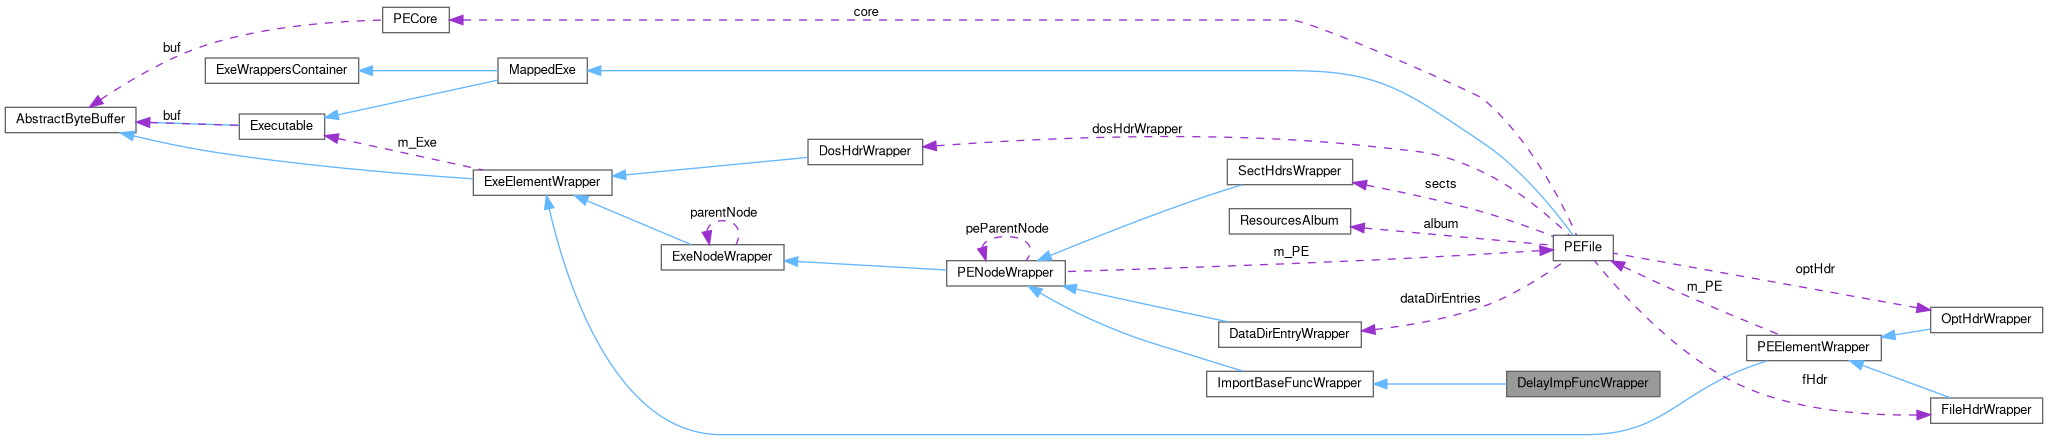 PECore
core
buf
ExeWrappersContainer
MappedExe
AbstractByteBuffer
buf
Executable
m_Exe
DosHdrWrapper
dosHdrWrapper
ExeElementWrapper
SectHdrsWrapper
sects
parentNode
ResourcesAlbum
album
peParentNode
ExeNodeWrapper
PENodeWrapper
m_PE
PEFile
optHdr
m_PE
dataDirEntries
DataDirEntryWrapper
OptHdrWrapper
PEElementWrapper
ImportBaseFuncWrapper
DelayImpFuncWrapper
fHdr
FileHdrWrapper